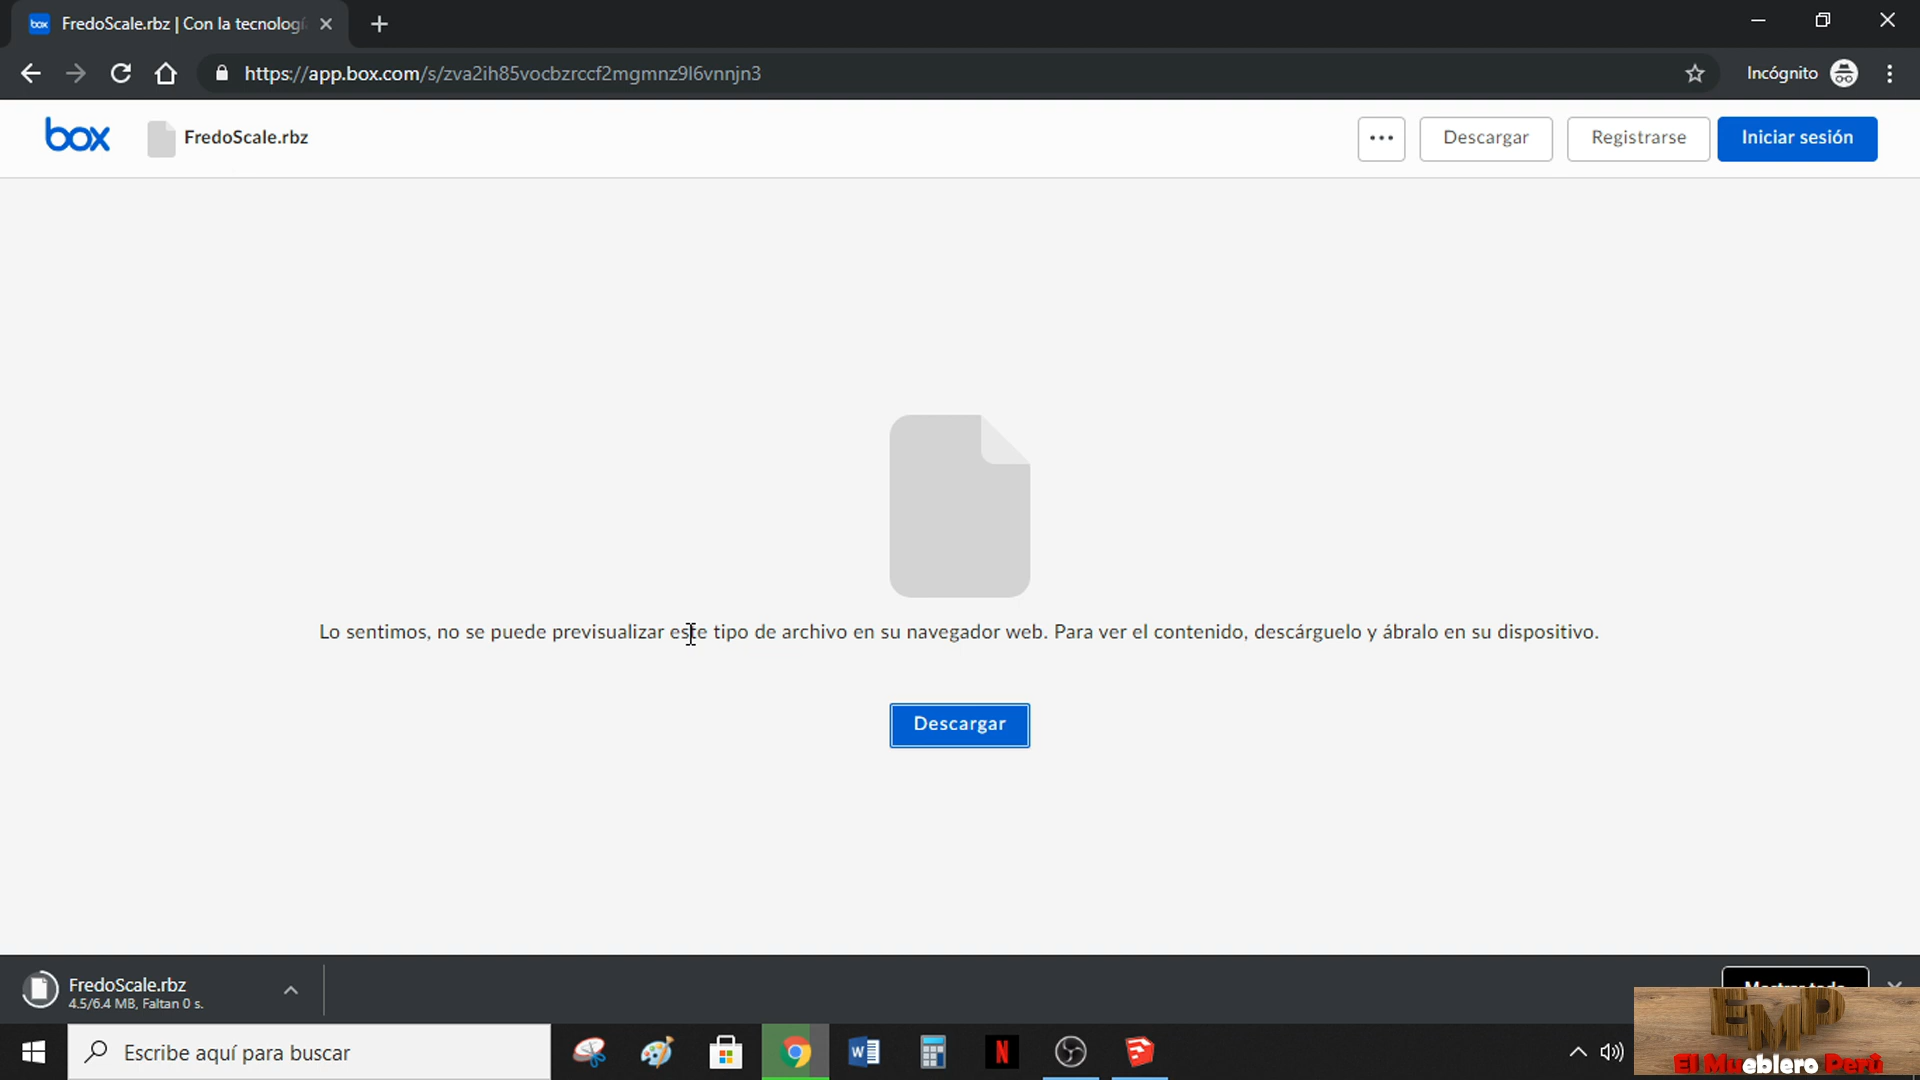 box FredoScale.rbz | Con la tecnologí
https://app.box.com/s/zva2ih85vocbzrccf2mgmnz9l6vnnjn3
Incógnito
box
FredoScale.rbz
Descargar
Registrarse
Iniciar sesión
Lo sentimos, no se puede previsualizar este tipo de archivo en su navegador web. Para ver el contenido, descárguelo y ábralo en su dispositivo.
Descargar
FredoScale.rbz
4.5/6.4 MB, Faltan 0 s.
Escribe aquí para buscar
EMP
El Mueblero Perú